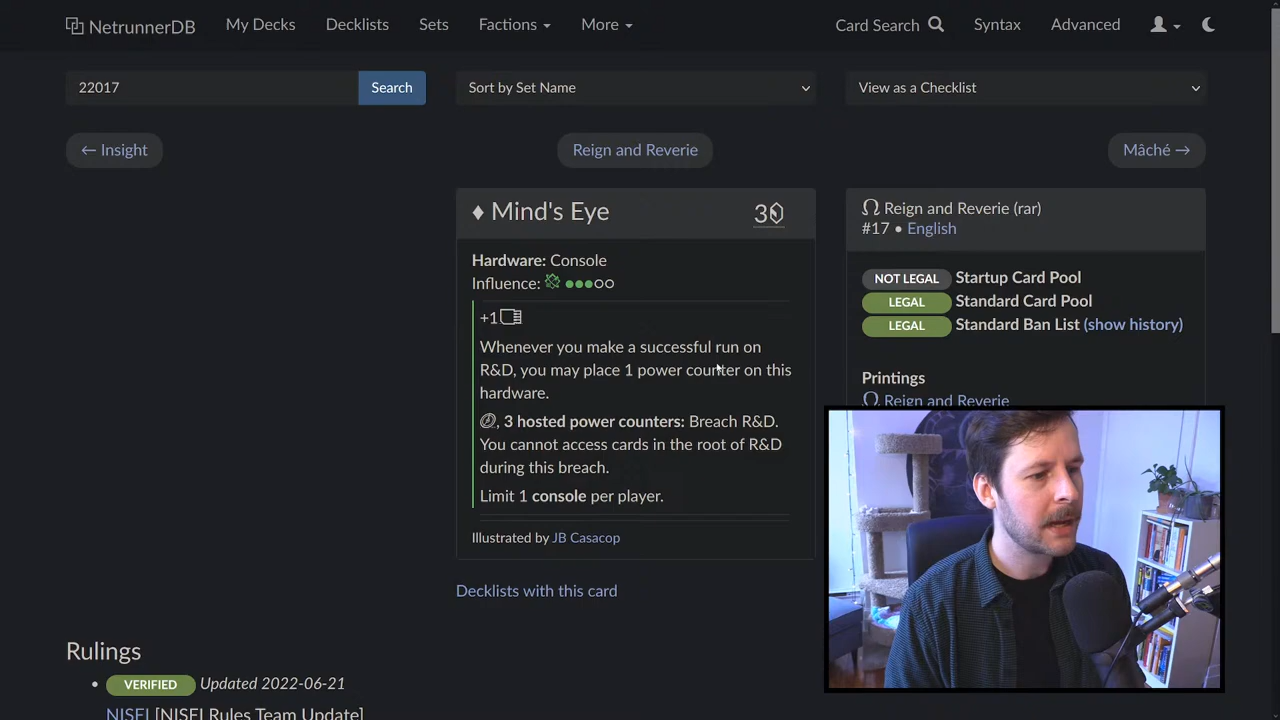 NetrunnerDB My Decks Decklists Sets Factions More Card Search Syntax Advanced
22017 Search Sort by Set Name View as a Checklist
← Insight Reign and Reverie Mâché →
♦ Mind's Eye 3
Hardware: Console
Influence: ●●●○○
+1
Whenever you make a successful run on
R&D, you may place 1 power counter on this
hardware.
, 3 hosted power counters: Breach R&D.
You cannot access cards in the root of R&D
during this breach.
Limit 1 console per player.
Illustrated by JB Casacop
Decklists with this card
Reign and Reverie (rar)
#17 • English
NOT LEGAL Startup Card Pool
LEGAL Standard Card Pool
LEGAL Standard Ban List (show history)
Printings
Reign and Reverie
Rulings
• VERIFIED Updated 2022-06-21
NISEI [NISEI Rules Team Update]